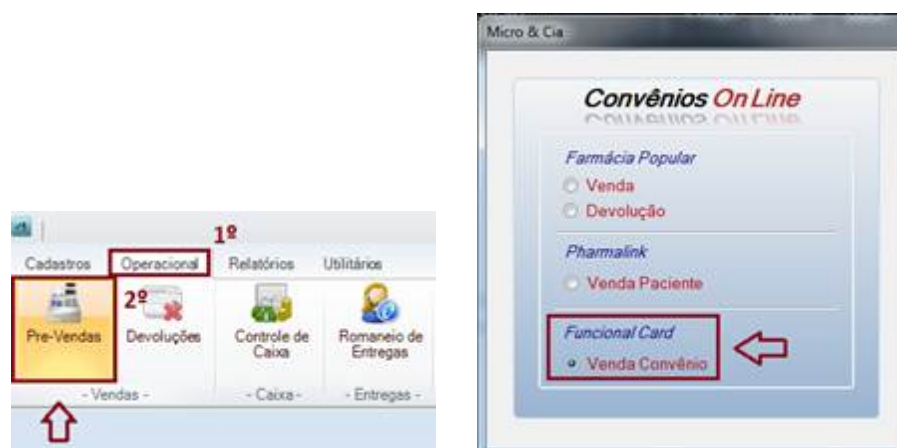 1º
Cadastros Operacional Relatórios Utilitários
2º
Pre-Vendas Devoluções Controle de Caixa Romaneio de Entregas
- Vendas - - Caixa - - Entregas -
Micro & Cia
Convênios On Line
Farmácia Popular
Venda
Devolução
Pharmalink
Venda Paciente
Funcional Card
Venda Convênio